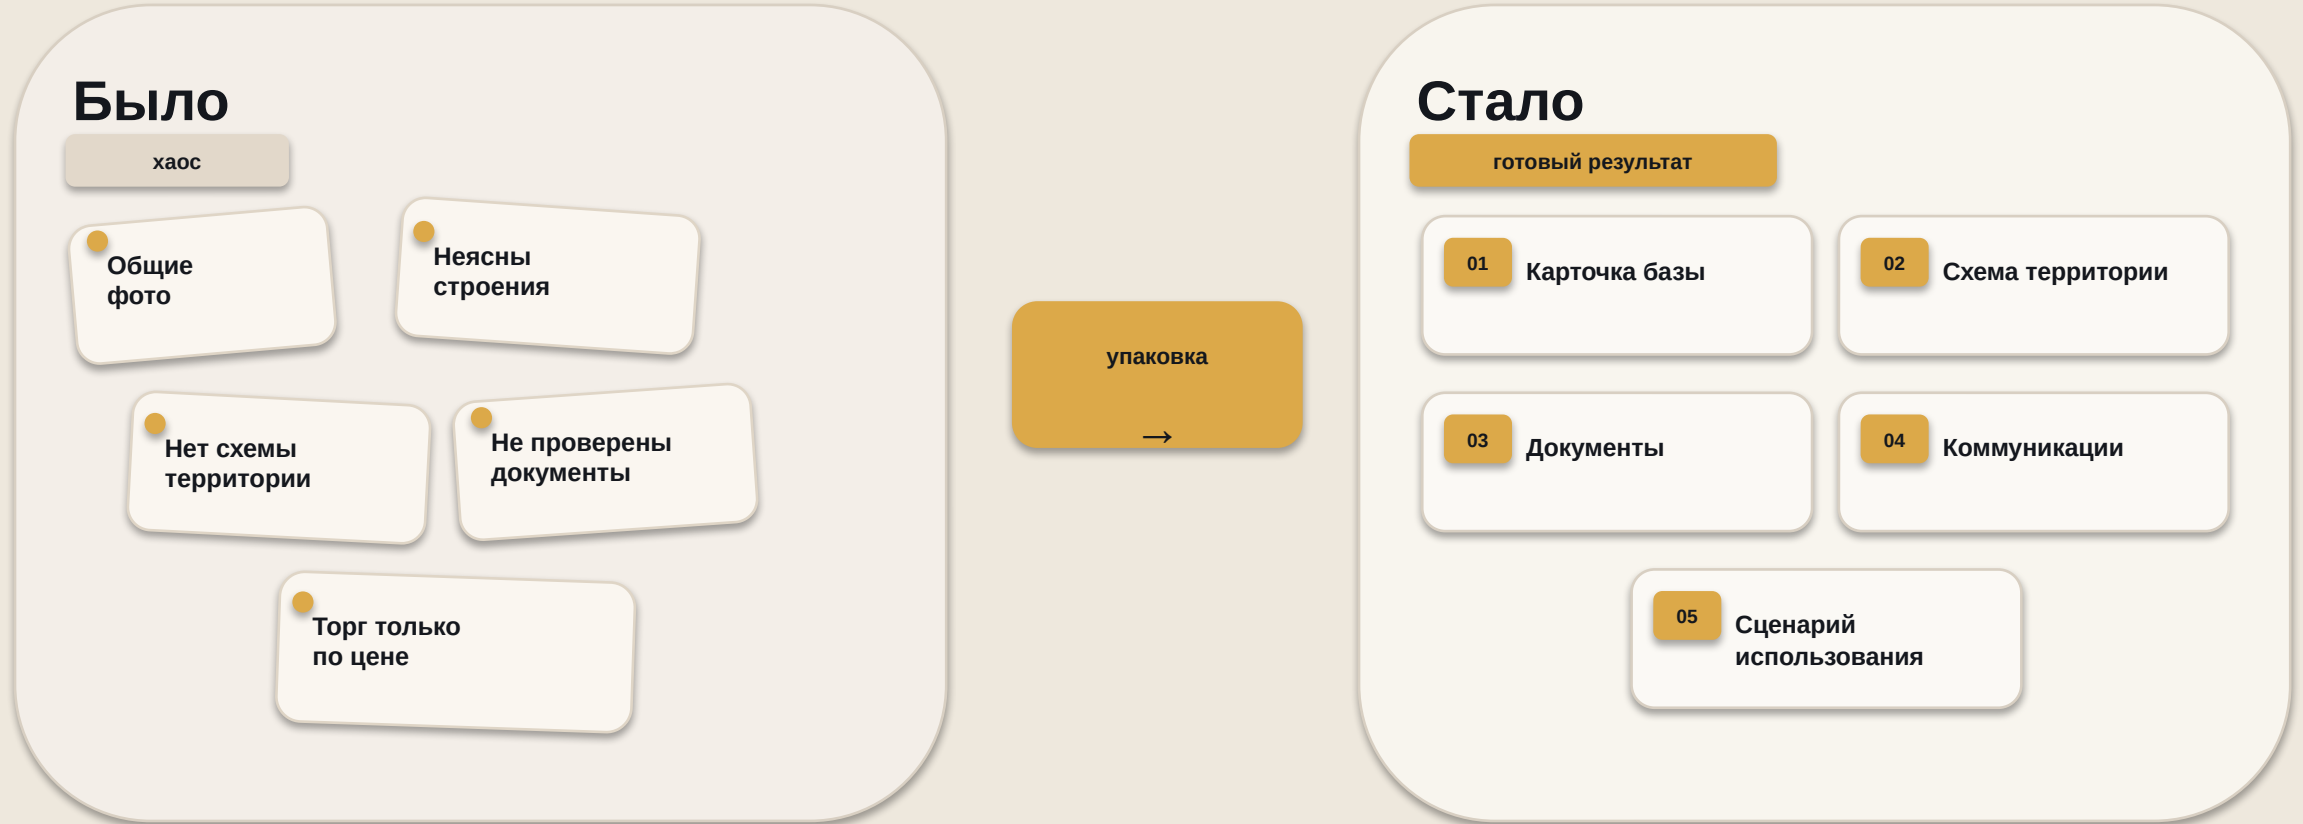 Было
хаос
Общие
фото
Неясны
строения
Нет схемы
территории
Не проверены
документы
Торг только
по цене
упаковка
→
Стало
готовый результат
01
Карточка базы
02
Схема территории
03
Документы
04
Коммуникации
05
Сценарий
использования